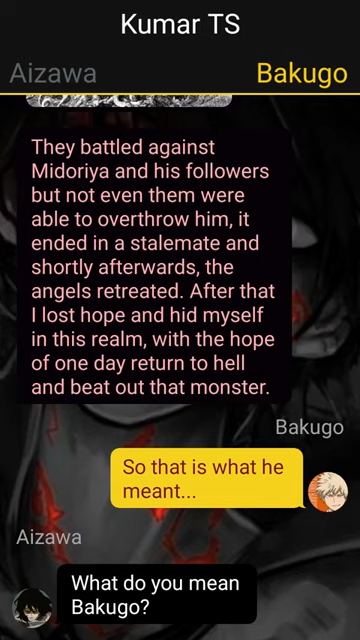 Kumar TS
Aizawa
Bakugo
They battled against
Midoriya and his followers
but not even them were
able to overthrow him, it
ended in a stalemate and
shortly afterwards, the
angels retreated. After that
I lost hope and hid myself
in this realm, with the hope
of one day return to hell
and beat out that monster.
Bakugo
So that is what he
meant...
Aizawa
What do you mean
Bakugo?